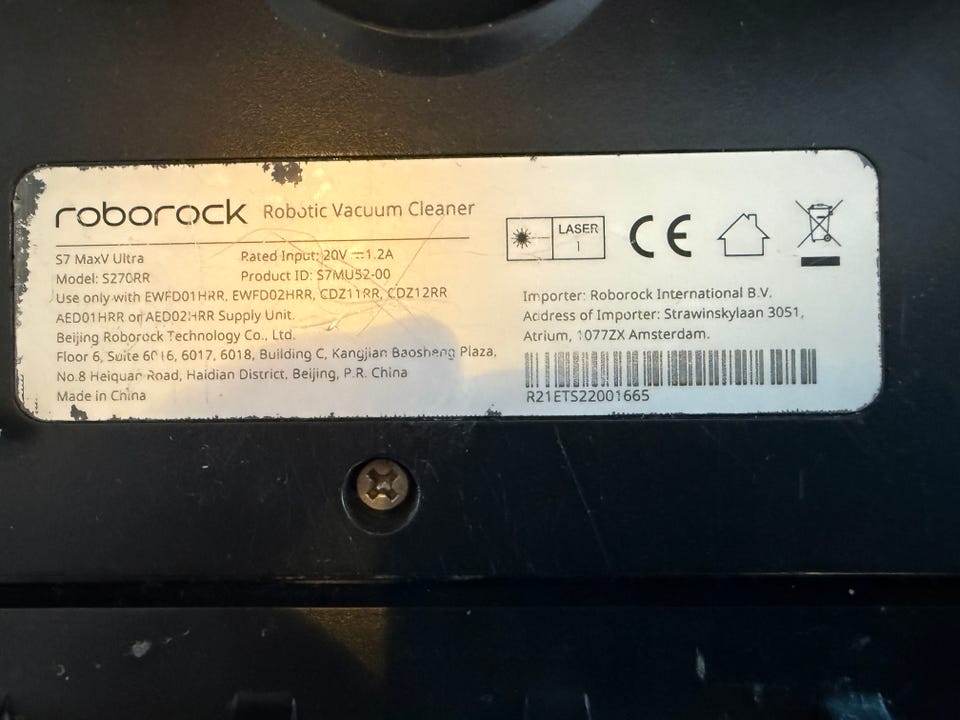 roborock Robotic Vacuum Cleaner
S7 MaxV Ultra Rated Input: 20V ⎓ 1.2A
Model: S270RR Product ID: S7MU52-00
Use only with EWFD01HRR, EWFD02HRR, CDZ11RR, CDZ12RR
AED01HRR or AED02HRR Supply Unit.
Beijing Roborock Technology Co., Ltd.
Floor 6, Suite 6016, 6017, 6018, Building C, Kangjian Baosheng Plaza,
No.8 Heiquan Road, Haidian District, Beijing, P.R. China
Made in China
LASER
1
CE
Importer: Roborock International B.V.
Address of Importer: Strawinskylaan 3051,
Atrium, 1077ZX Amsterdam.
R21ETS22001665